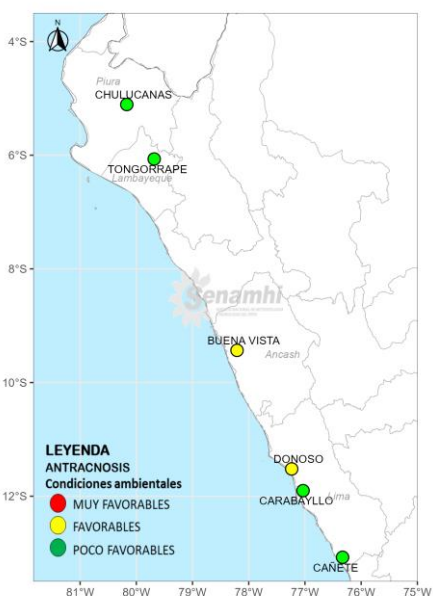 N
4°S
Piura
CHULUCANAS
6°S
TONGORRAPE
Lambayeque
8°S
Senamhi
BUENA VISTA
Ancash
10°S
LEYENDA
ANTRACNOSIS
Condiciones ambientales
MUY FAVORABLES
FAVORABLES
POCO FAVORABLES
DONOSO
12°S
CARABAYLLO
Lima
CAÑETE
81°W 80°W 79°W 78°W 77°W 76°W 75°W